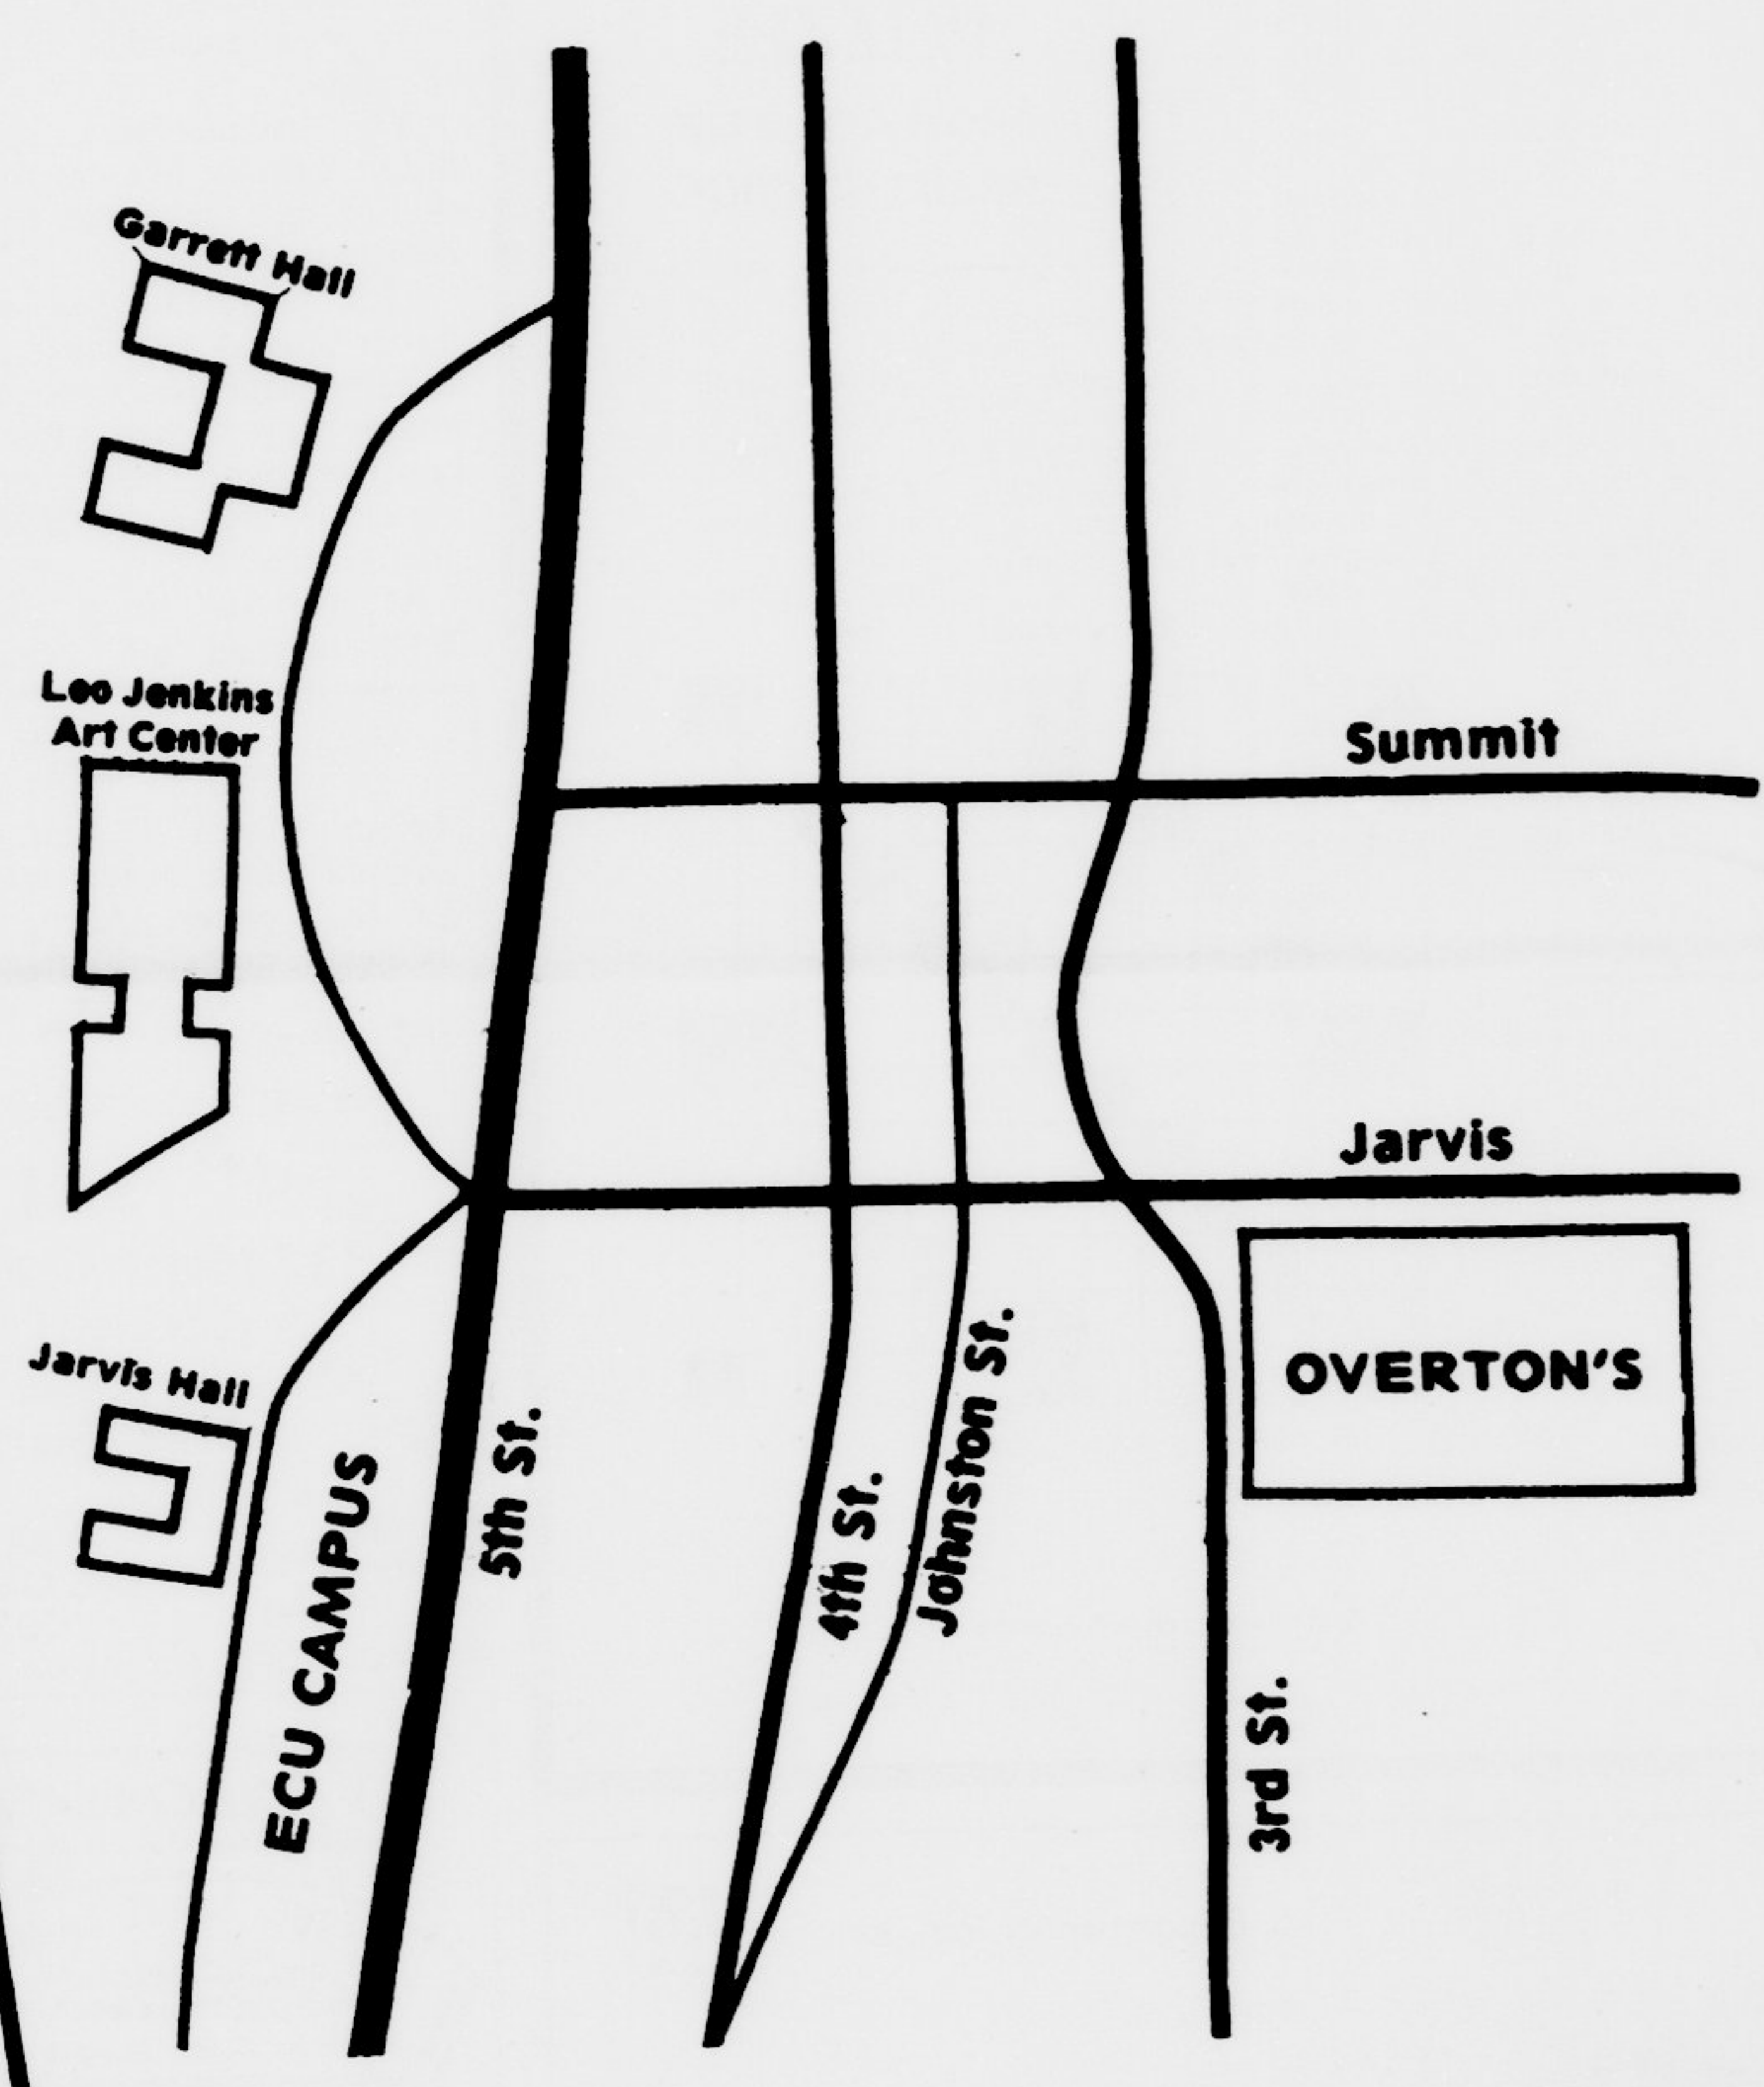 Garrett Hall
Leo Jenkins
Art Center
Summit
Jarvis
Jarvis Hall
OVERTON'S
ECU CAMPUS
5th St.
4th St.
Johnston St.
3rd St.